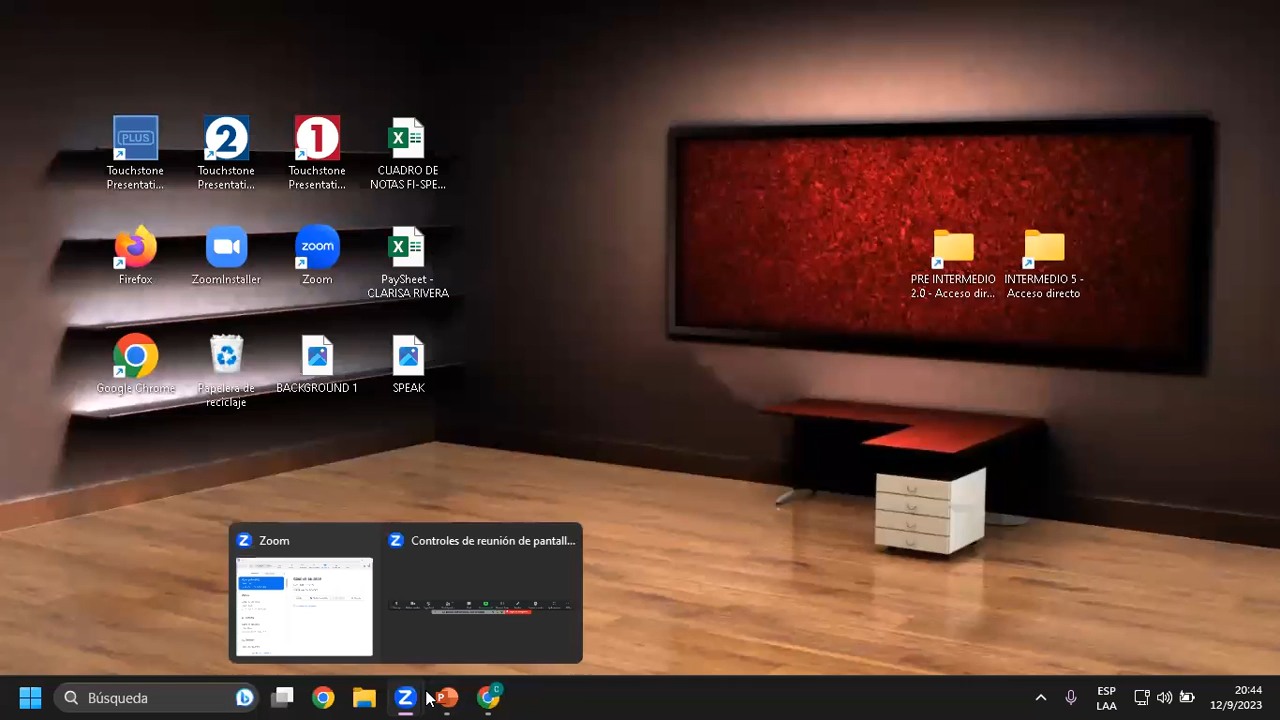 PLUS
Touchstone
Presentati...
2
Touchstone
Presentati...
1
Touchstone
Presentati...
CUADRO DE
NOTAS FI-SPE...
Firefox
ZoomInstaller
zoom
Zoom
PaySheet -
CLARISA RIVERA
PRE INTERMEDIO
2.0 - Acceso dir...
INTERMEDIO 5 -
Acceso directo
Google Chrome
Papelera de
reciclaje
BACKGROUND 1
SPEAK
Zoom
Controles de reunión de pantall...
Búsqueda
ESP
LAA
20:44
12/9/2023